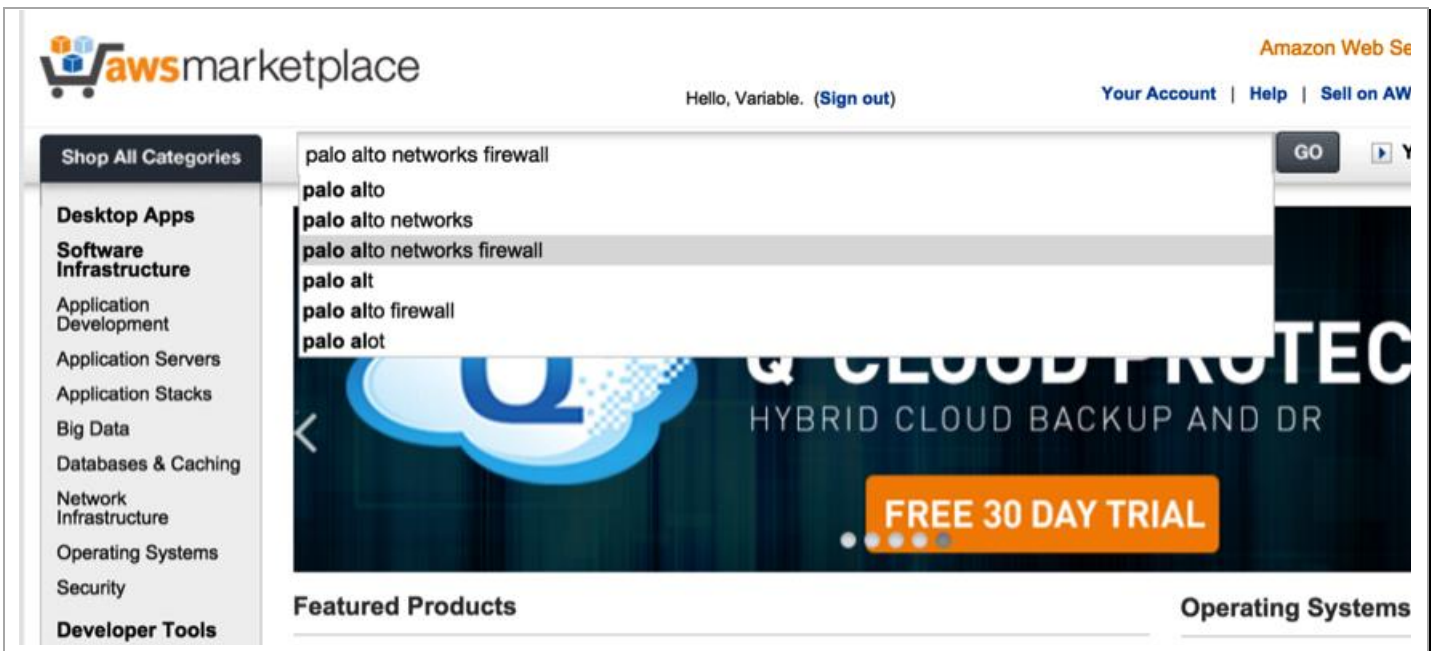 awsmarketplace
Amazon Web Se
Hello, Variable. (Sign out)
Your Account | Help | Sell on AW
Shop All Categories
palo alto networks firewall
GO
Y
palo alto
palo alto networks
palo alto networks firewall
palo alt
palo alto firewall
palo alot
Desktop Apps
Software
Infrastructure
Application
Development
Application Servers
Application Stacks
Big Data
Databases & Caching
Network
Infrastructure
Operating Systems
Security
Developer Tools
Q
Q CLOUD PROTEC
HYBRID CLOUD BACKUP AND DR
FREE 30 DAY TRIAL
Featured Products
Operating Systems